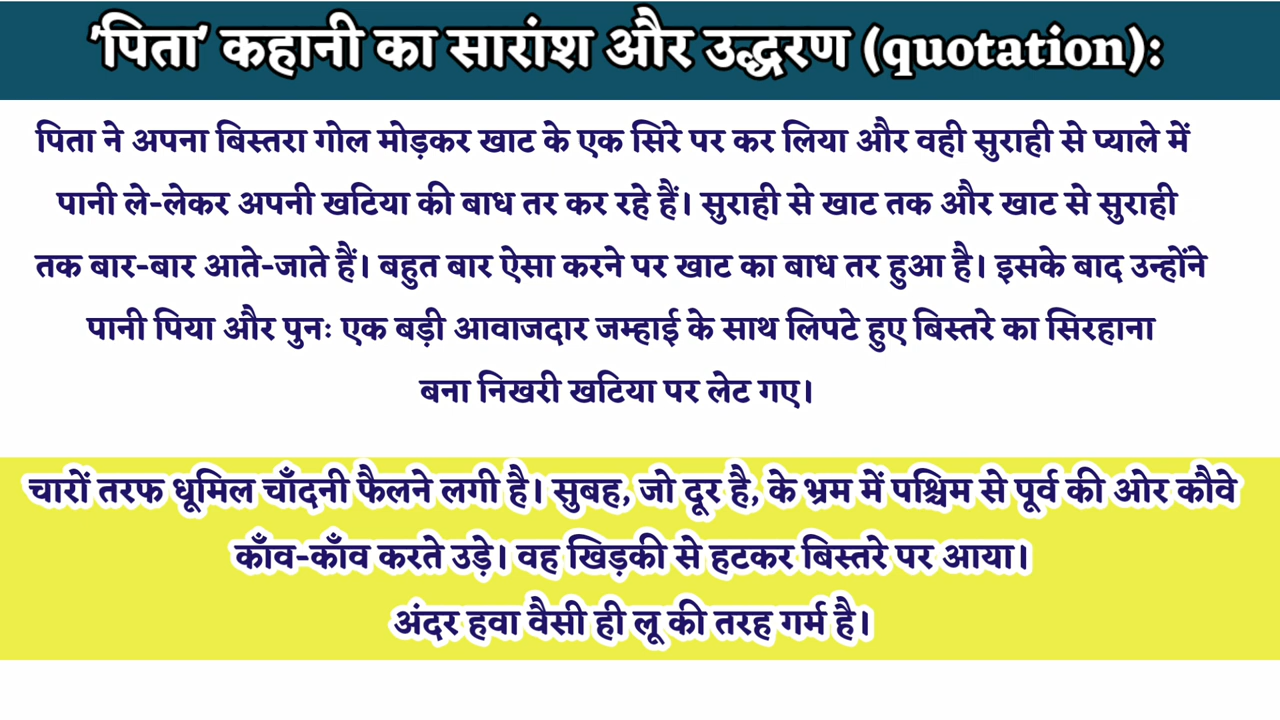 'पिता' कहानी का सारांश और उद्धरण (quotation):
पिता ने अपना बिस्तरा गोल मोड़कर खाट के एक सिरे पर कर लिया और वही सुराही से प्याले में
पानी ले-लेकर अपनी खटिया की बाध तर कर रहे हैं। सुराही से खाट तक और खाट से सुराही
तक बार-बार आते-जाते हैं। बहुत बार ऐसा करने पर खाट का बाध तर हुआ है। इसके बाद उन्होंने
पानी पिया और पुनः एक बड़ी आवाजदार जम्हाई के साथ लिपटे हुए बिस्तरे का सिरहाना
बना निखरी खटिया पर लेट गए।
चारों तरफ धूमिल चाँदनी फैलने लगी है। सुबह, जो दूर है, के भ्रम में पश्चिम से पूर्व की ओर कौवे
काँव-काँव करते उड़े। वह खिड़की से हटकर बिस्तरे पर आया।
अंदर हवा वैसी ही लू की तरह गर्म है।